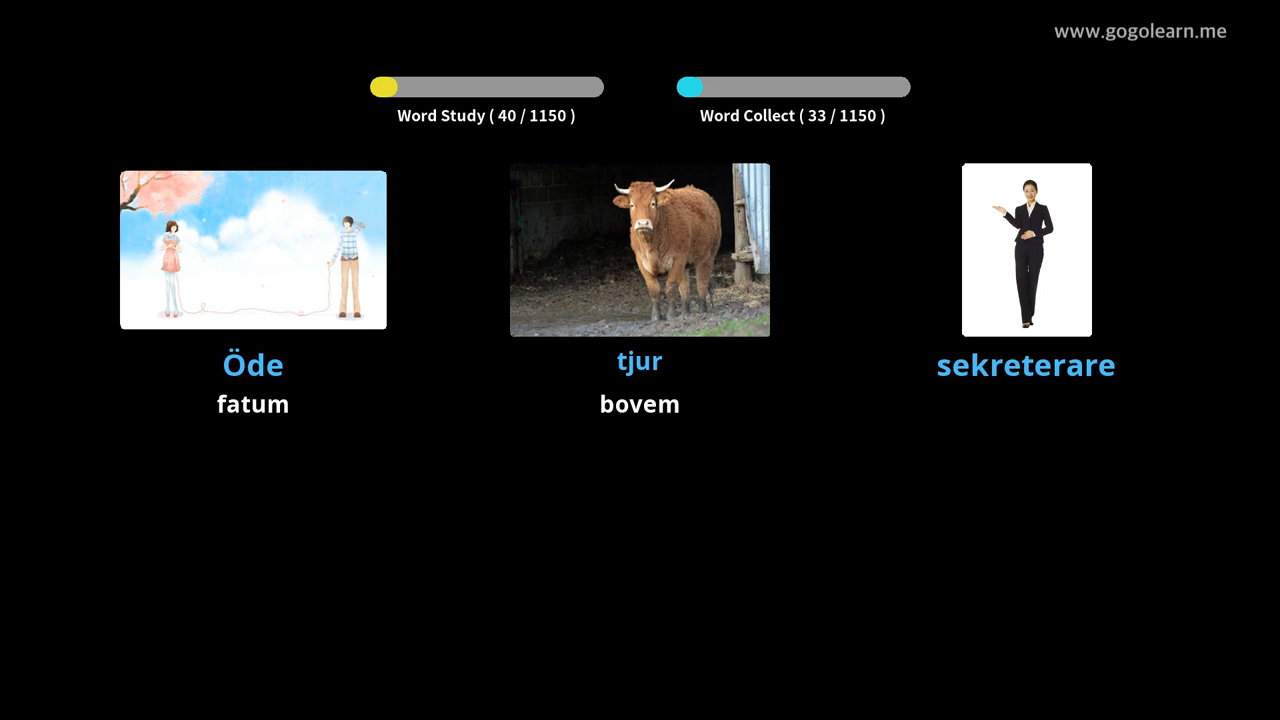 www.gogolearn.me
Word Study ( 40 / 1150 )
Word Collect ( 33 / 1150 )
Öde
tjur
sekreterare
fatum
bovem